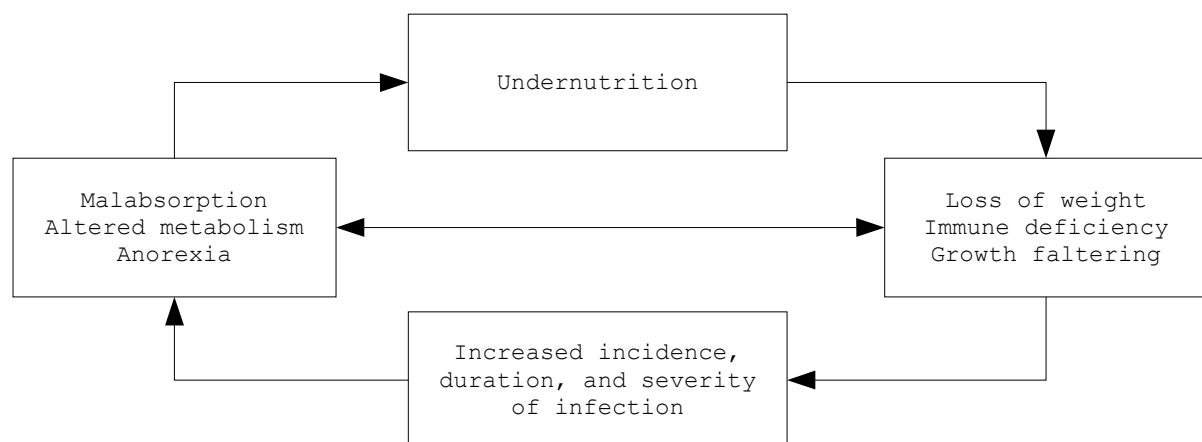 Undernutrition
Malabsorption
Altered metabolism
Anorexia
Loss of weight
Immune deficiency
Growth faltering
Increased incidence,
duration, and severity
of infection